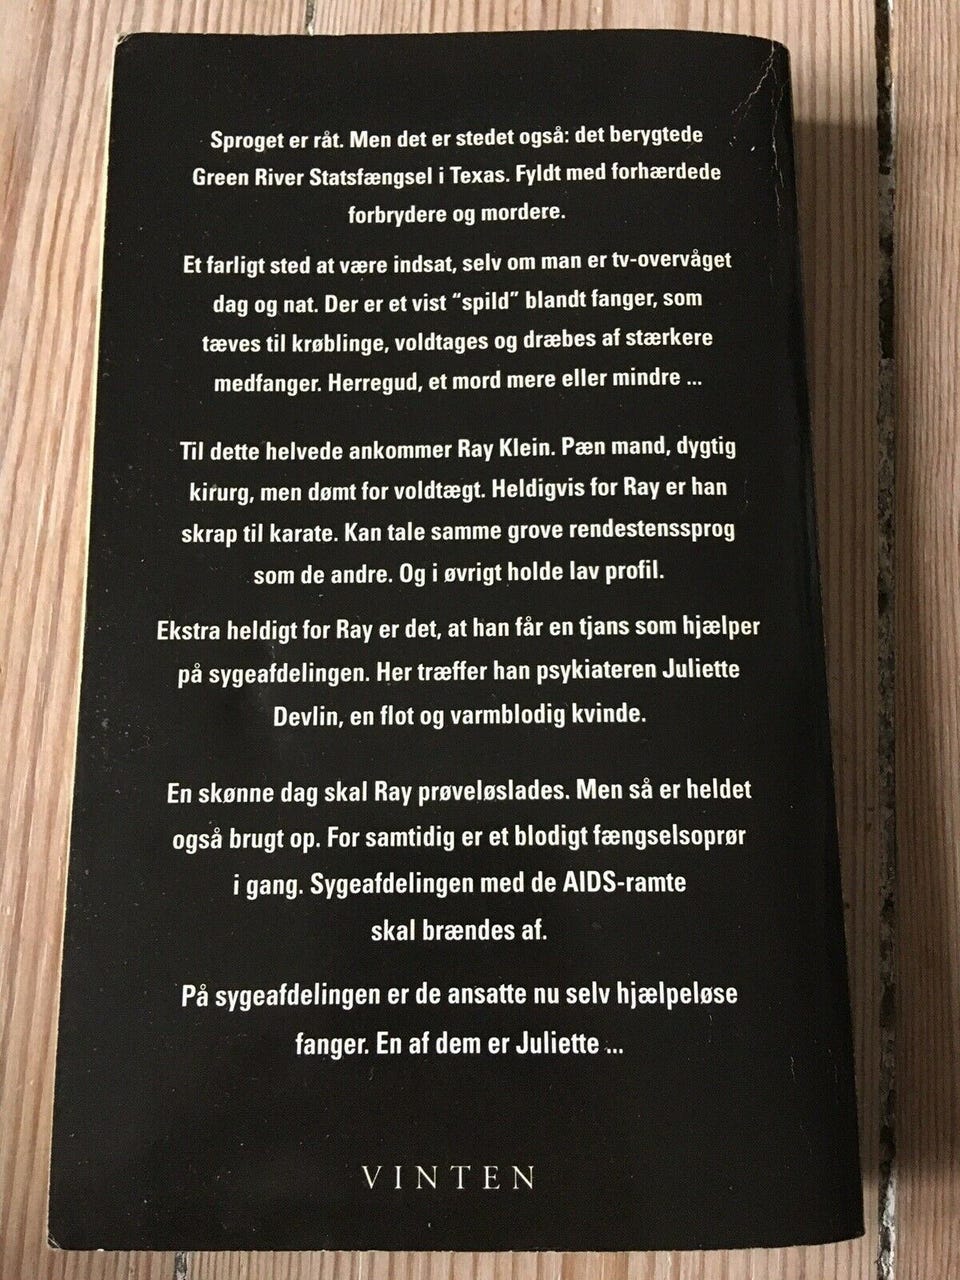 Sproget er råt. Men det er stedet også: det berygtede
Green River Statsfængsel i Texas. Fyldt med forhærdede
forbrydere og mordere.
Et farligt sted at være indsat, selv om man er tv-overvåget
dag og nat. Der er et vist “spild” blandt fanger, som
tæves til krøblinge, voldtages og dræbes af stærkere
medfanger. Herregud, et mord mere eller mindre ...
Til dette helvede ankommer Ray Klein. Pæn mand, dygtig
kirurg, men dømt for voldtægt. Heldigvis for Ray er han
skrap til karate. Kan tale samme grove rendestenssprog
som de andre. Og i øvrigt holde lav profil.
Ekstra heldigt for Ray er det, at han får en tjans som hjælper
på sygeafdelingen. Her træffer han psykiateren Juliette
Devlin, en flot og varmblodig kvinde.
En skønne dag skal Ray prøveløslades. Men så er heldet
også brugt op. For samtidig er et blodigt fængselsoprør
i gang. Sygeafdelingen med de AIDS-ramte
skal brændes af.
På sygeafdelingen er de ansatte nu selv hjælpeløse
fanger. En af dem er Juliette ...
VINTEN